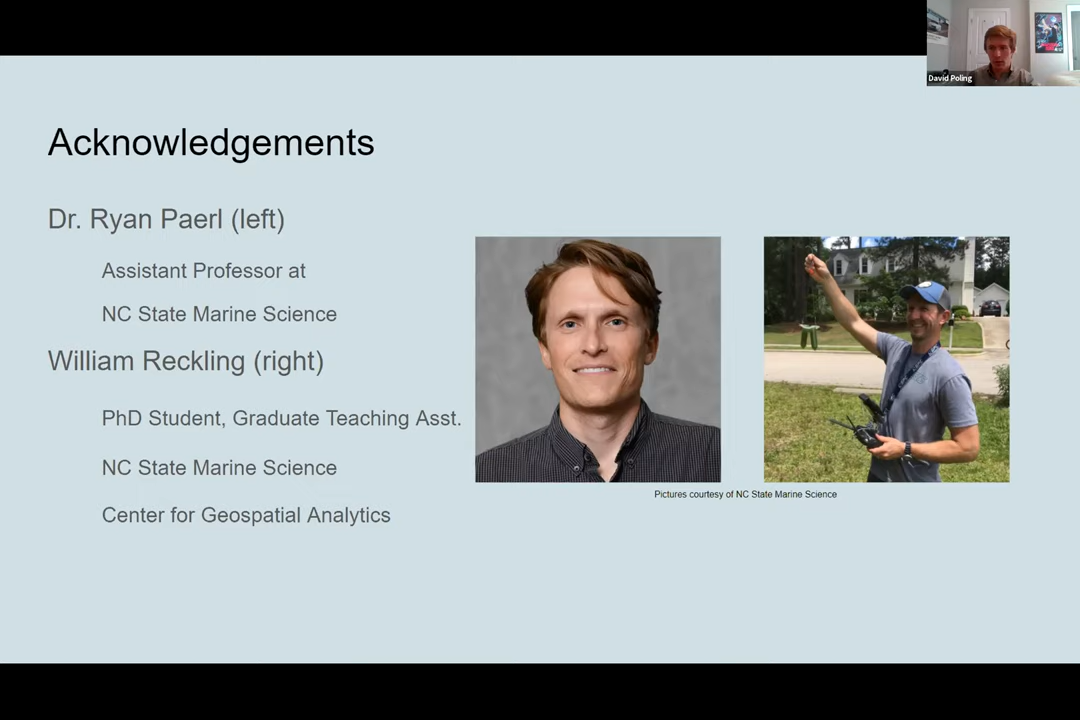 David Poling
Acknowledgements
Dr. Ryan Paerl (left)
Assistant Professor at
NC State Marine Science
William Reckling (right)
PhD Student, Graduate Teaching Asst.
NC State Marine Science
Center for Geospatial Analytics
Pictures courtesy of NC State Marine Science